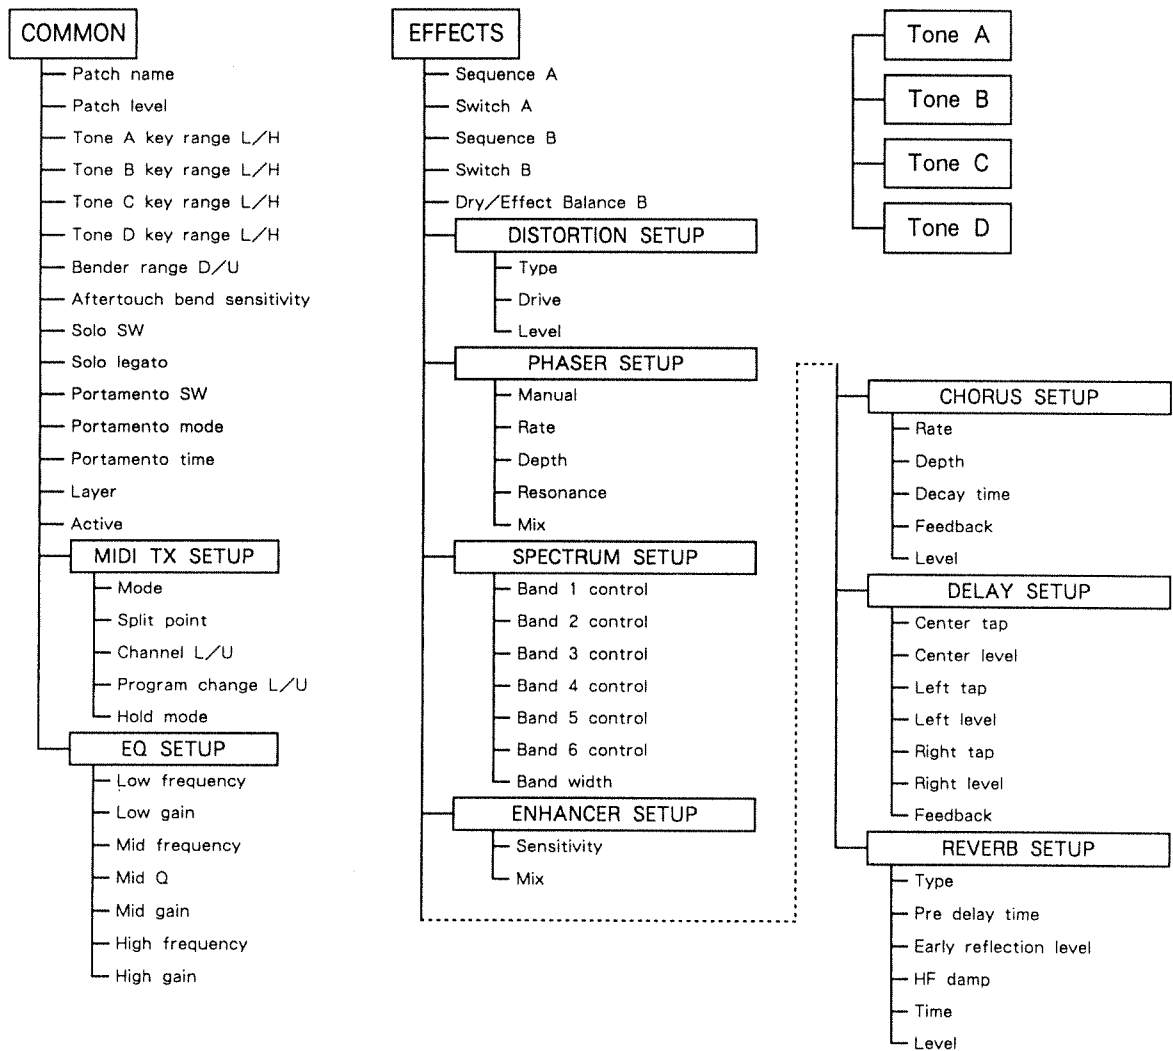 COMMON
Patch name
Patch level
Tone A key range L/H
Tone B key range L/H
Tone C key range L/H
Tone D key range L/H
Bender range D/U
Aftertouch bend sensitivity
Solo SW
Solo legato
Portamento SW
Portamento mode
Portamento time
Layer
Active
MIDI TX SETUP
Mode
Split point
Channel L/U
Program change L/U
Hold mode
EQ SETUP
Low frequency
Low gain
Mid frequency
Mid Q
Mid gain
High frequency
High gain
EFFECTS
Sequence A
Switch A
Sequence B
Switch B
Dry/Effect Balance B
DISTORTION SETUP
Type
Drive
Level
PHASER SETUP
Manual
Rate
Depth
Resonance
Mix
SPECTRUM SETUP
Band 1 control
Band 2 control
Band 3 control
Band 4 control
Band 5 control
Band 6 control
Band width
ENHANCER SETUP
Sensitivity
Mix
CHORUS SETUP
Rate
Depth
Decay time
Feedback
Level
DELAY SETUP
Center tap
Center level
Left tap
Left level
Right tap
Right level
Feedback
REVERB SETUP
Type
Pre delay time
Early reflection level
HF damp
Time
Level
Tone A
Tone B
Tone C
Tone D